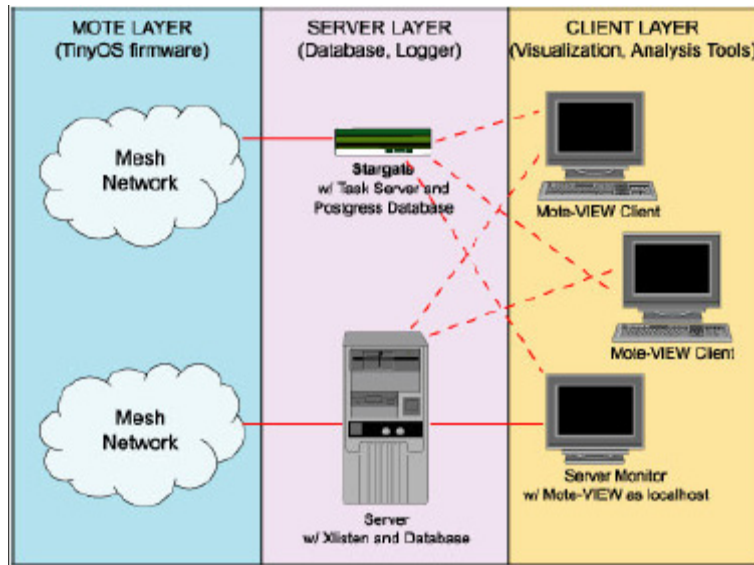 MOTE LAYER
(TinyOS firmware)
SERVER LAYER
(Database, Logger)
CLIENT LAYER
(Visualization, Analysis Tools)
Mesh
Network
Stargate
w/ Task Server and
Postgress Database
Mote-VIEW Client
Mote-VIEW Client
Mesh
Network
Server
w/ Xlisten and Database
Server Monitor
w/ Mote-VIEW as localhost